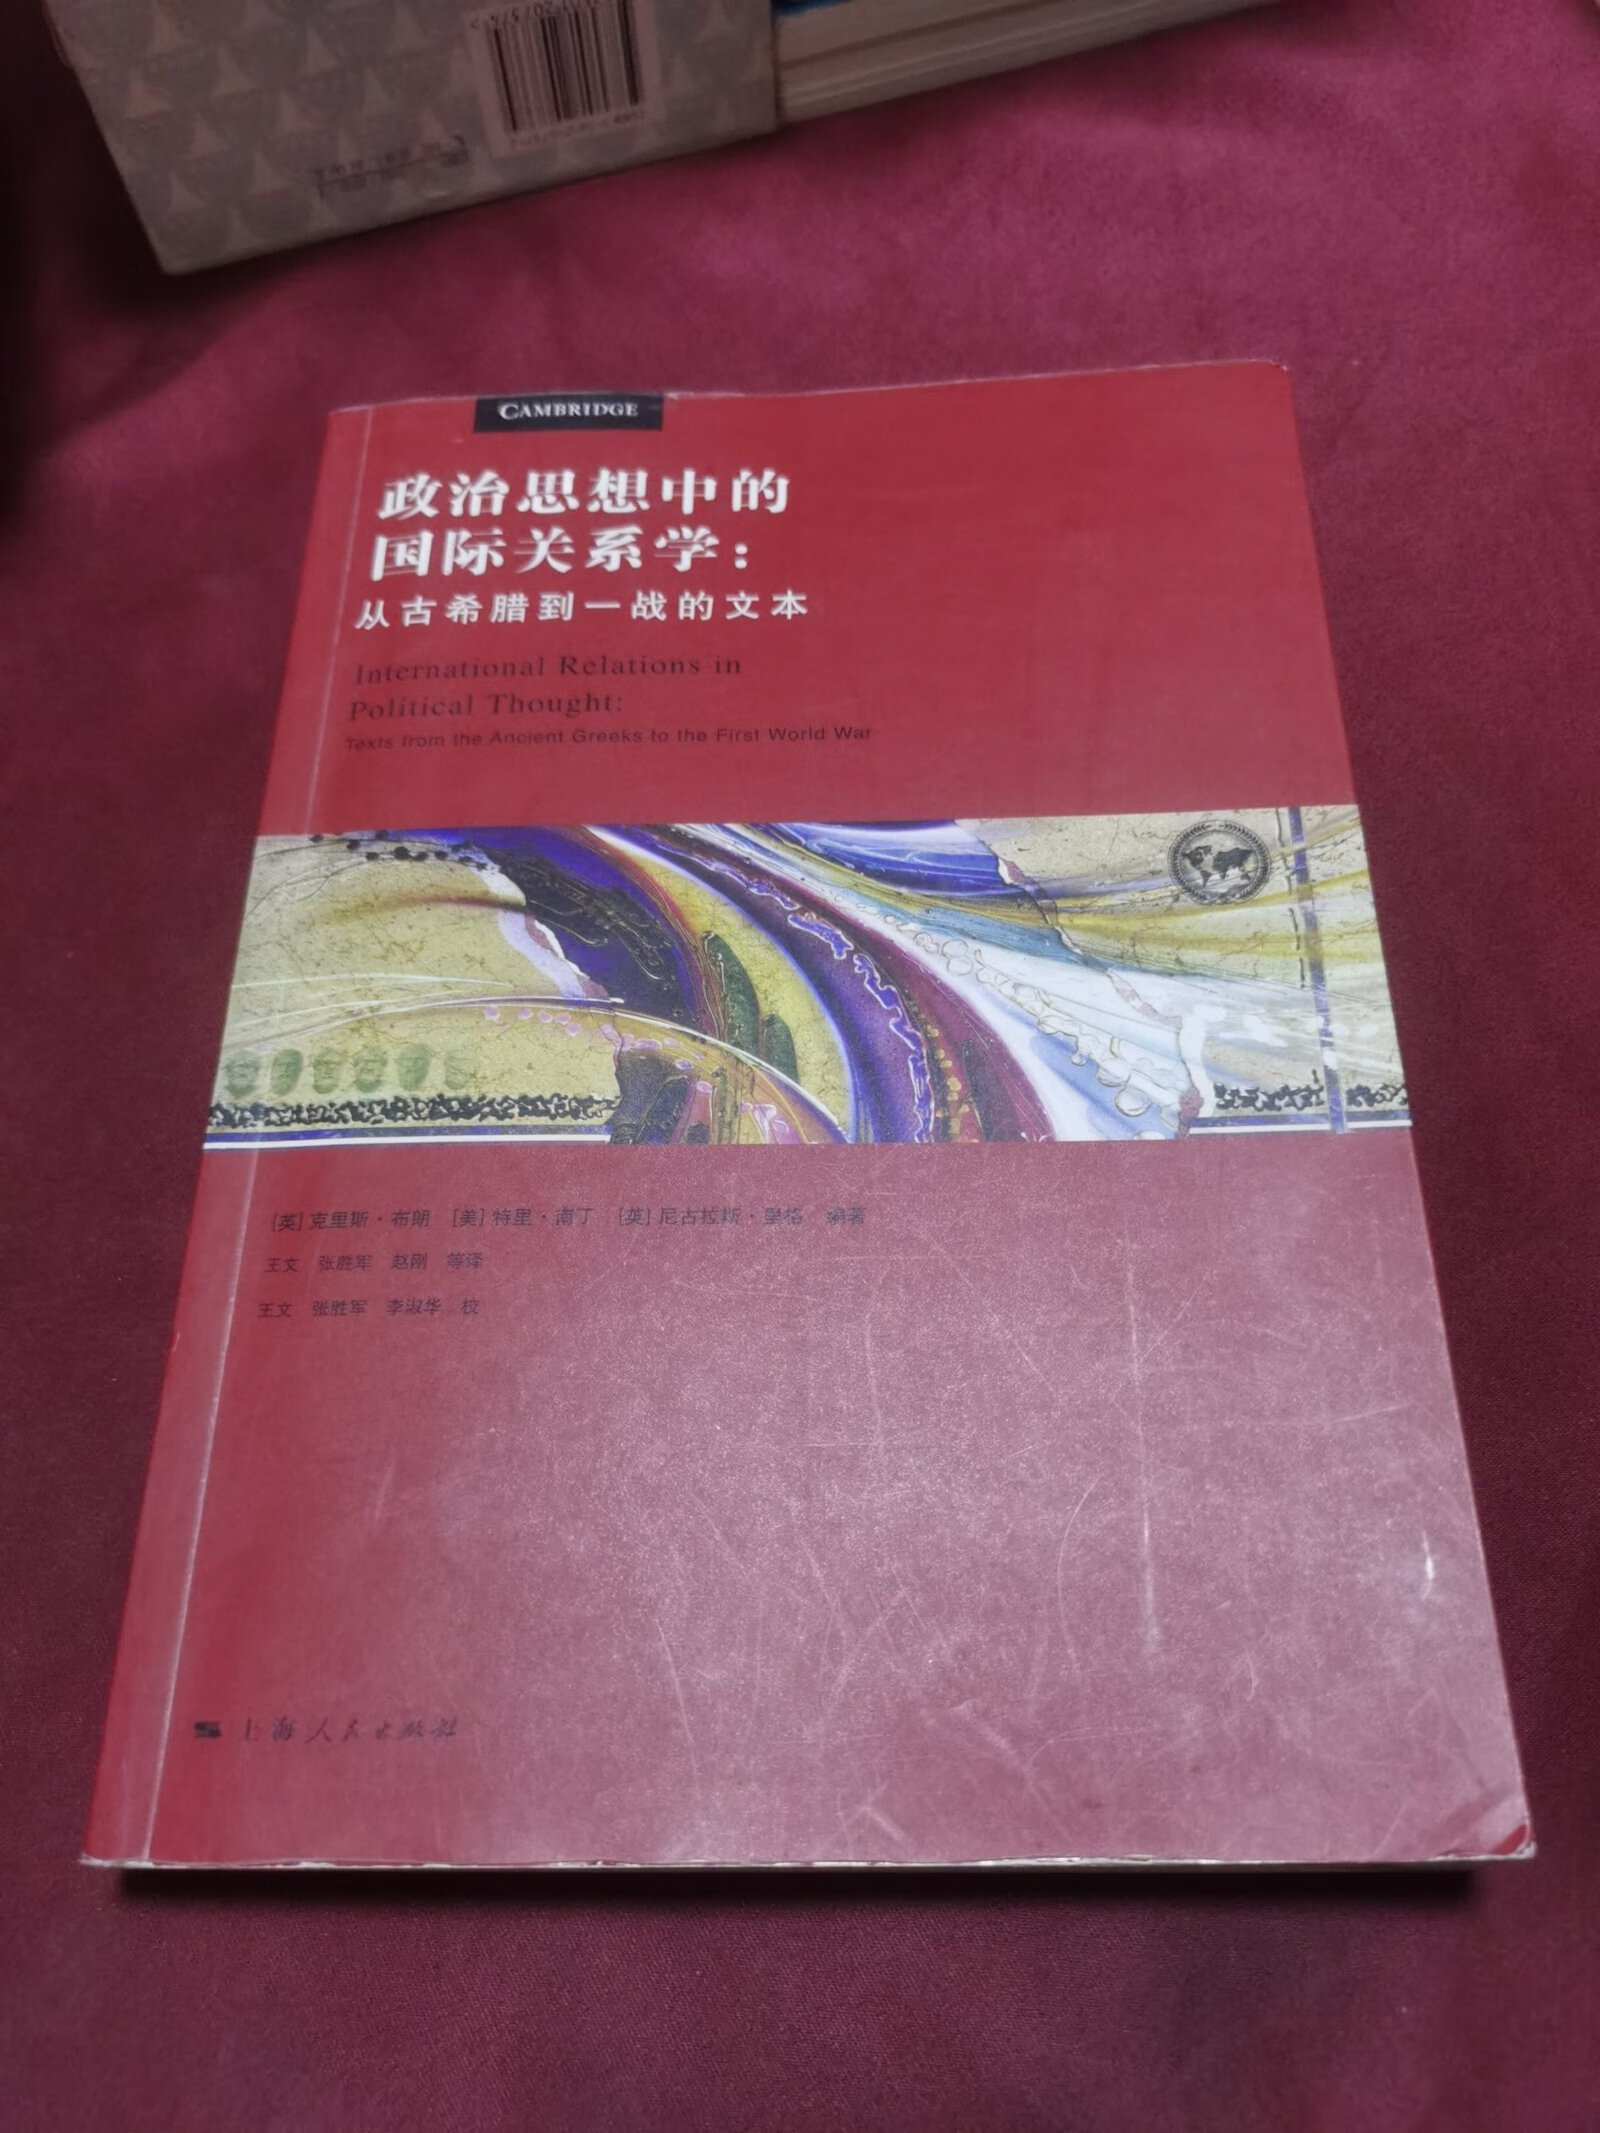 CAMBRIDGE
政治思想中的
国际关系学：
从古希腊到一战的文本
International Relations in
Political Thought:
Texts from the Ancient Greeks to the First World War
[英] 克里斯·布朗 [美] 特里·南丁 [英] 尼古拉斯·伦格 编著
王文 张胜军 赵刚 等译
王文 张胜军 李淑华 校
上海人民出版社